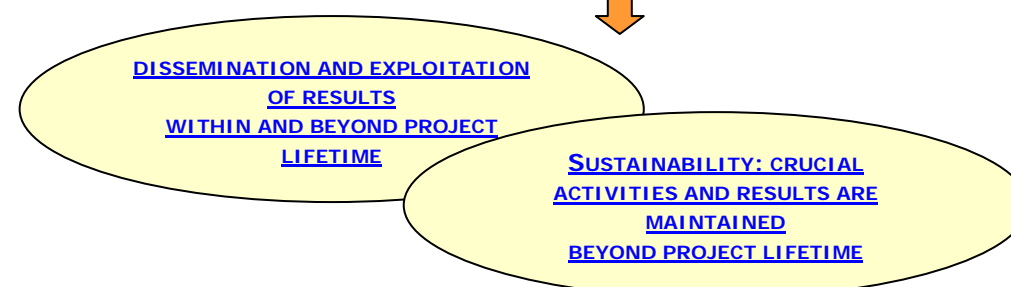 DISSEMINATION AND EXPLOITATION
OF RESULTS
WITHIN AND BEYOND PROJECT
LIFETIME
SUSTAINABILITY: CRUCIAL
ACTIVITIES AND RESULTS ARE
MAINTAINED
BEYOND PROJECT LIFETIME